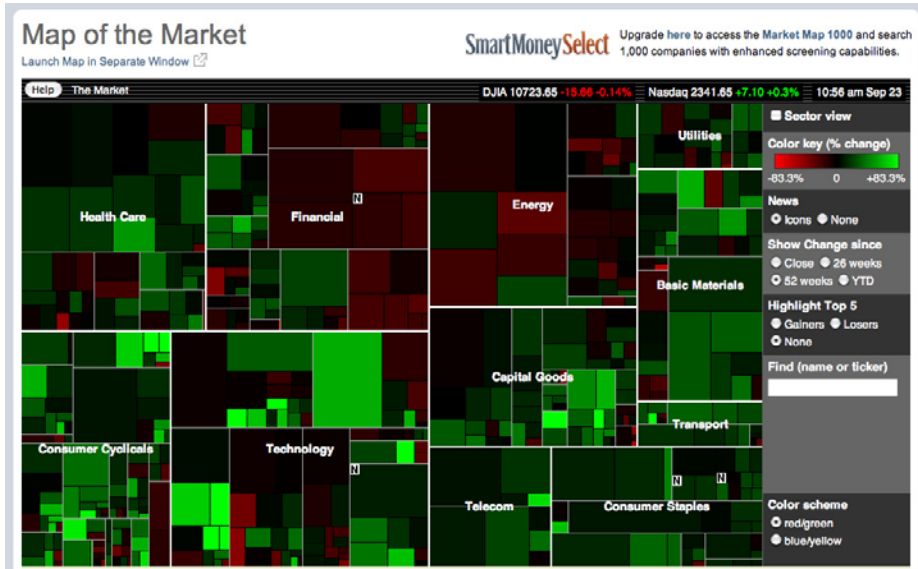 Map of the Market
Launch Map in Separate Window
SmartMoneySelect
Upgrade here to access the Market Map 1000 and search
1,000 companies with enhanced screening capabilities.
Help The Market DJIA 10723.65 -15.66 -0.14% Nasdaq 2341.65 +7.10 +0.3% 10:56 am Sep 23
Health Care
Financial
N
Energy
Utilities
Basic Materials
Capital Goods
Transport
Consumer Cyclicals
Technology
N
Telecom
Consumer Staples
N N
Sector view
Color key (% change)
-83.3% 0 +83.3%
News
Icons None
Show Change since
Close 26 weeks
52 weeks YTD
Highlight Top 5
Gainers Losers
None
Find (name or ticker)
Color scheme
red/green
blue/yellow